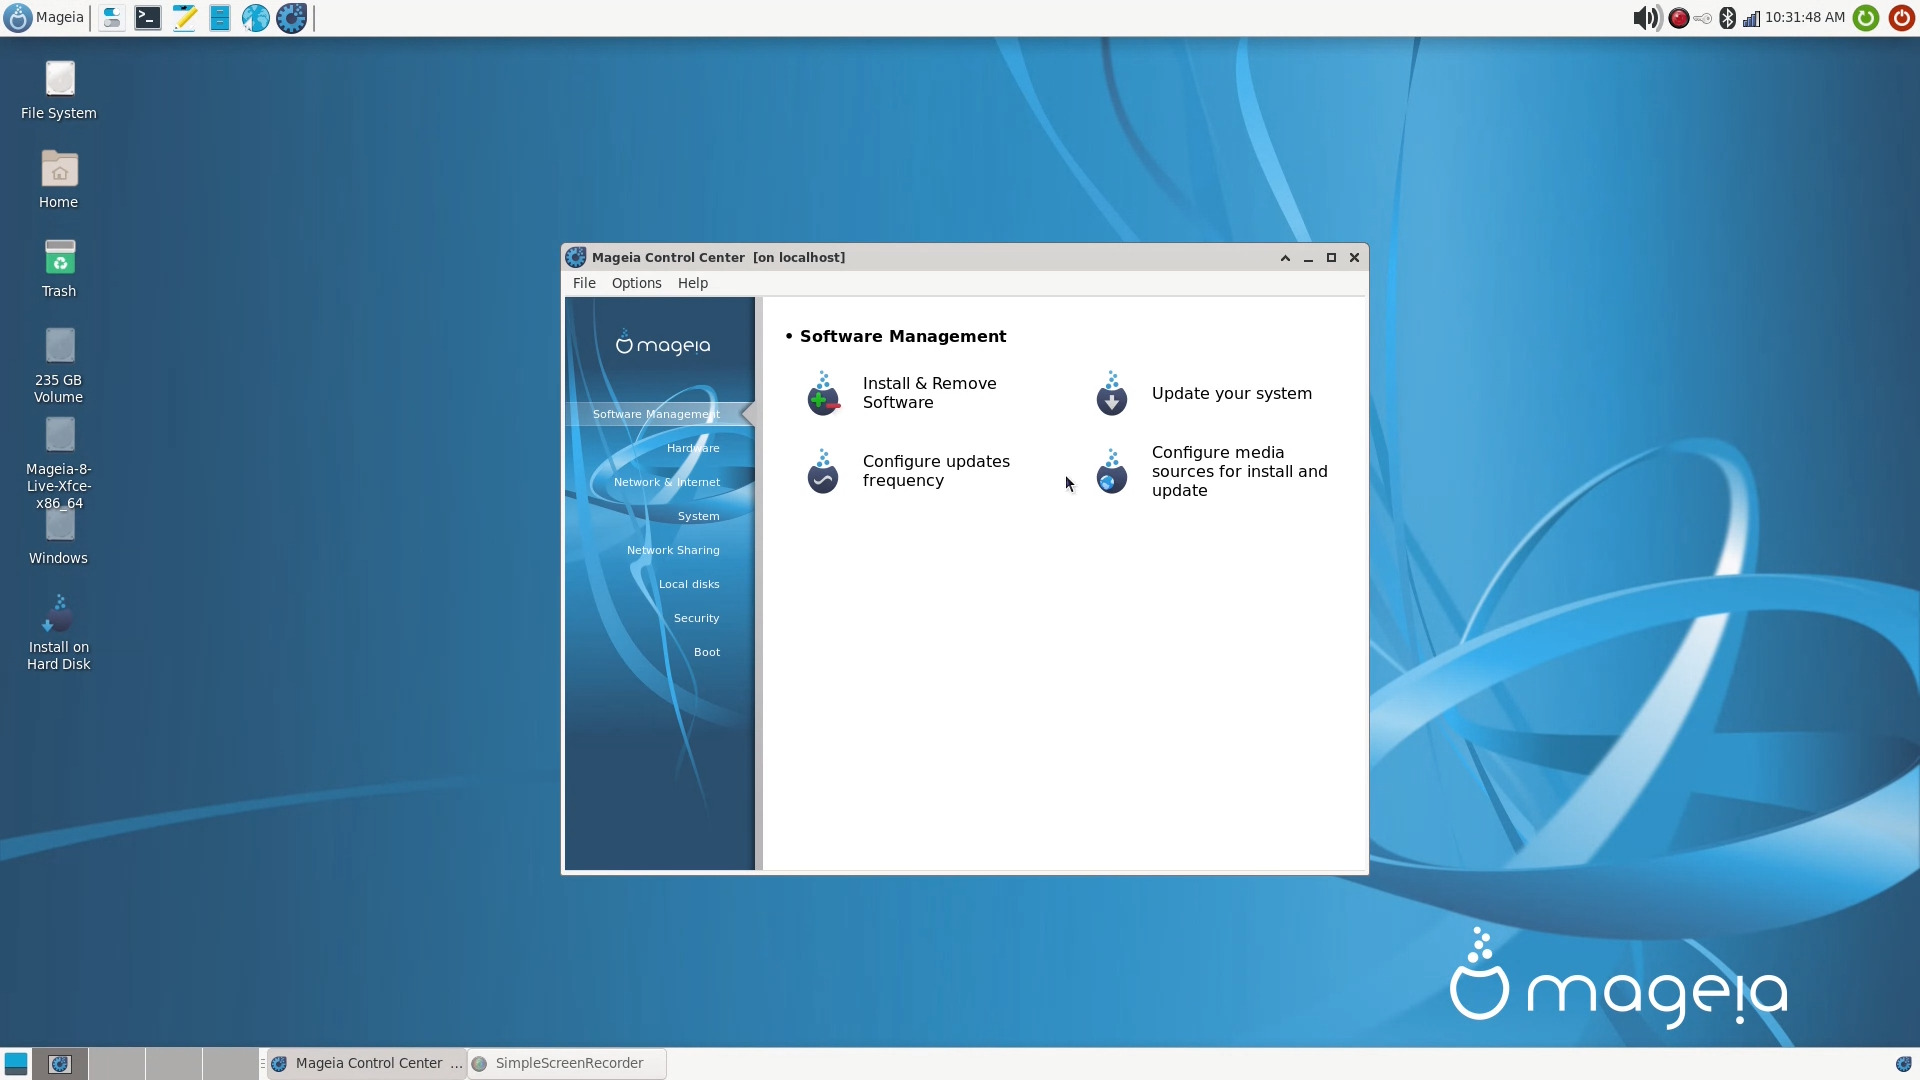 Mageia
10:31:48 AM
File System
Home
Trash
235 GB
Volume
Mageia-8-
Live-Xfce-
x86_64
Windows
Install on
Hard Disk
Mageia Control Center [on localhost]
File Options Help
mageia
Software Management
Hardware
Network & Internet
System
Network Sharing
Local disks
Security
Boot
• Software Management
Install & Remove
Software
Update your system
Configure updates
frequency
Configure media
sources for install and
update
mageia
Mageia Control Center ...
SimpleScreenRecorder